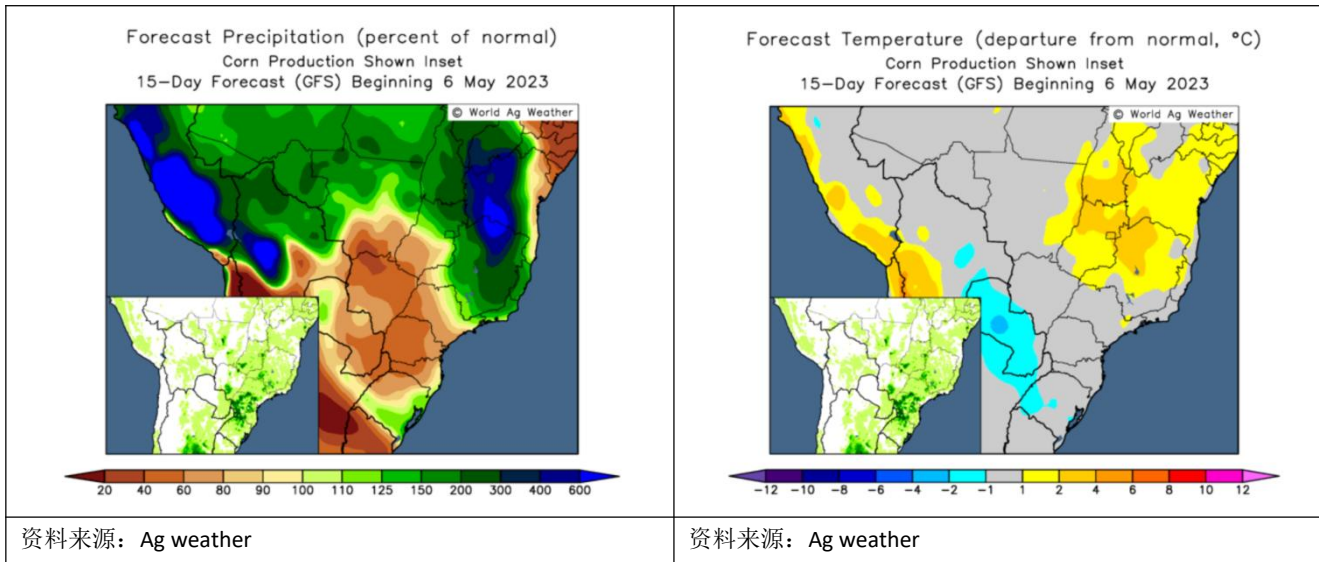 Forecast Precipitation (percent of normal)
Corn Production Shown Inset
15-Day Forecast (GFS) Beginning 6 May 2023
© World Ag Weather
20 40 60 80 90 100 110 125 150 200 300 400 600
资料来源：Ag weather
Forecast Temperature (departure from normal, °C)
Corn Production Shown Inset
15-Day Forecast (GFS) Beginning 6 May 2023
© World Ag Weather
-12 -10 -8 -6 -4 -2 -1 1 2 4 6 8 10 12
资料来源：Ag weather